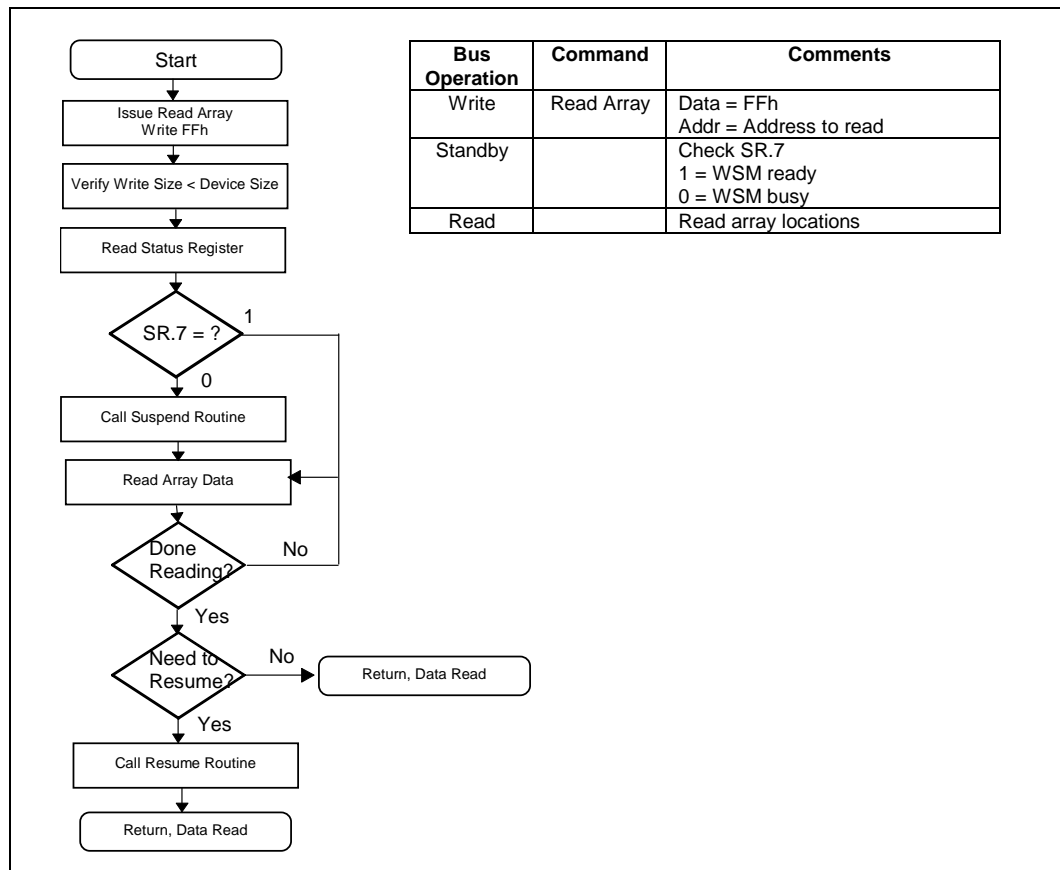 Start
Issue Read Array
Write FFh
Verify Write Size < Device Size
Read Status Register
SR.7 = ?
1
0
Call Suspend Routine
Read Array Data
Done
Reading?
No
Yes
Need to
Resume?
No
Return, Data Read
Yes
Call Resume Routine
Return, Data Read
Bus
Operation
Command
Comments
Write
Read Array
Data = FFh
Addr = Address to read
Standby
Check SR.7
1 = WSM ready
0 = WSM busy
Read
Read array locations